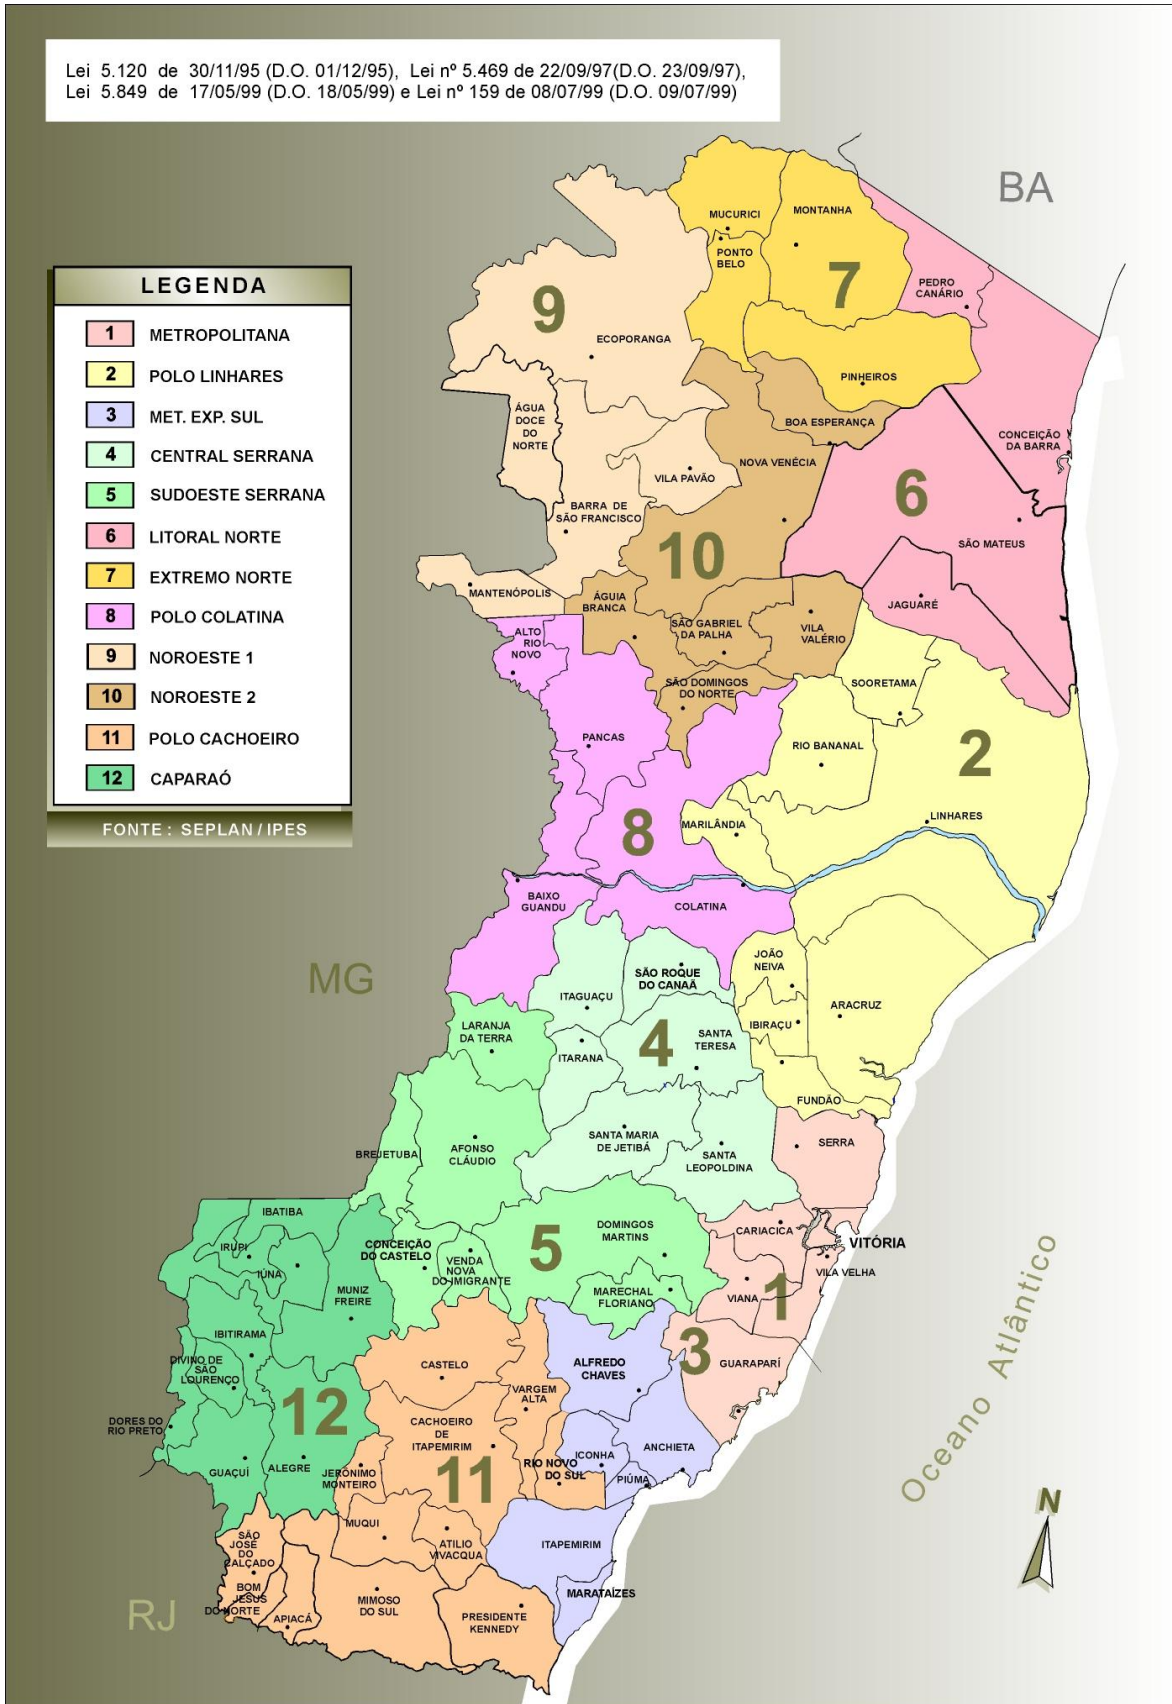 Lei 5.120 de 30/11/95 (D.O. 01/12/95), Lei nº 5.469 de 22/09/97(D.O. 23/09/97),
Lei 5.849 de 17/05/99 (D.O. 18/05/99) e Lei nº 159 de 08/07/99 (D.O. 09/07/99)
BA
LEGENDA
1 METROPOLITANA
2 POLO LINHARES
3 MET. EXP. SUL
4 CENTRAL SERRANA
5 SUDOESTE SERRANA
6 LITORAL NORTE
7 EXTREMO NORTE
8 POLO COLATINA
9 NOROESTE 1
10 NOROESTE 2
11 POLO CACHOEIRO
12 CAPARAÓ
FONTE : SEPLAN / IPES
MUCURICI
MONTANHA
PONTO
BELO
7
PEDRO
CANÁRIO
9
ECOPORANGA
PINHEIROS
ÁGUA
DOCE
DO
NORTE
BOA ESPERANÇA
CONCEIÇÃO
DA BARRA
NOVA VENÉCIA
VILA PAVÃO
6
BARRA DE
SÃO FRANCISCO
10
SÃO MATEUS
MANTENÓPOLIS
ÁGUIA
BRANCA
JAGUARÉ
SÃO GABRIEL
DA PALHA
VILA
VALÉRIO
ALTO
RIO
NOVO
SÃO DOMINGOS
DO NORTE
SOORETAMA
PANCAS
RIO BANANAL
2
8
MARILÂNDIA
LINHARES
BAIXO
GUANDU
COLATINA
MG
JOÃO
NEIVA
SÃO ROQUE
DO CANAÃ
ITAGUAÇU
ARACRUZ
IBIRAÇU
LARANJA
DA TERRA
4
SANTA
TERESA
ITARANA
FUNDÃO
SANTA MARIA
DE JETIBÁ
SERRA
AFONSO
CLÁUDIO
BREJETUBA
SANTA
LEOPOLDINA
IBATIBA
DOMINGOS
MARTINS
CARIACICA
5
VITÓRIA
IRUPI
CONCEIÇÃO
DO CASTELO
VENDA
NOVA
DO IMIGRANTE
IÚNA
VILA VELHA
MUNIZ
FREIRE
MARECHAL
FLORIANO
VIANA
1
IBITIRAMA
3
DIVINO DE
SÃO
LOURENÇO
CASTELO
ALFREDO
CHAVES
GUARAPARÍ
Oceano Atlântico
VARGEM
ALTA
12
DORES DO
RIO PRETO
CACHOEIRO
DE
ITAPEMIRIM
ANCHIETA
ICONHA
GUAÇUÍ
ALEGRE
JERÔNIMO
MONTEIRO
11
RIO NOVO
DO SUL
PIÚMA
N
MUQUI
SÃO
JOSÉ
DO
CALÇADO
ATILIO
VIVACQUA
ITAPEMIRIM
BOM
JESUS
DO NORTE
MARATAÍZES
MIMOSO
DO SUL
APIACÁ
PRESIDENTE
KENNEDY
RJ